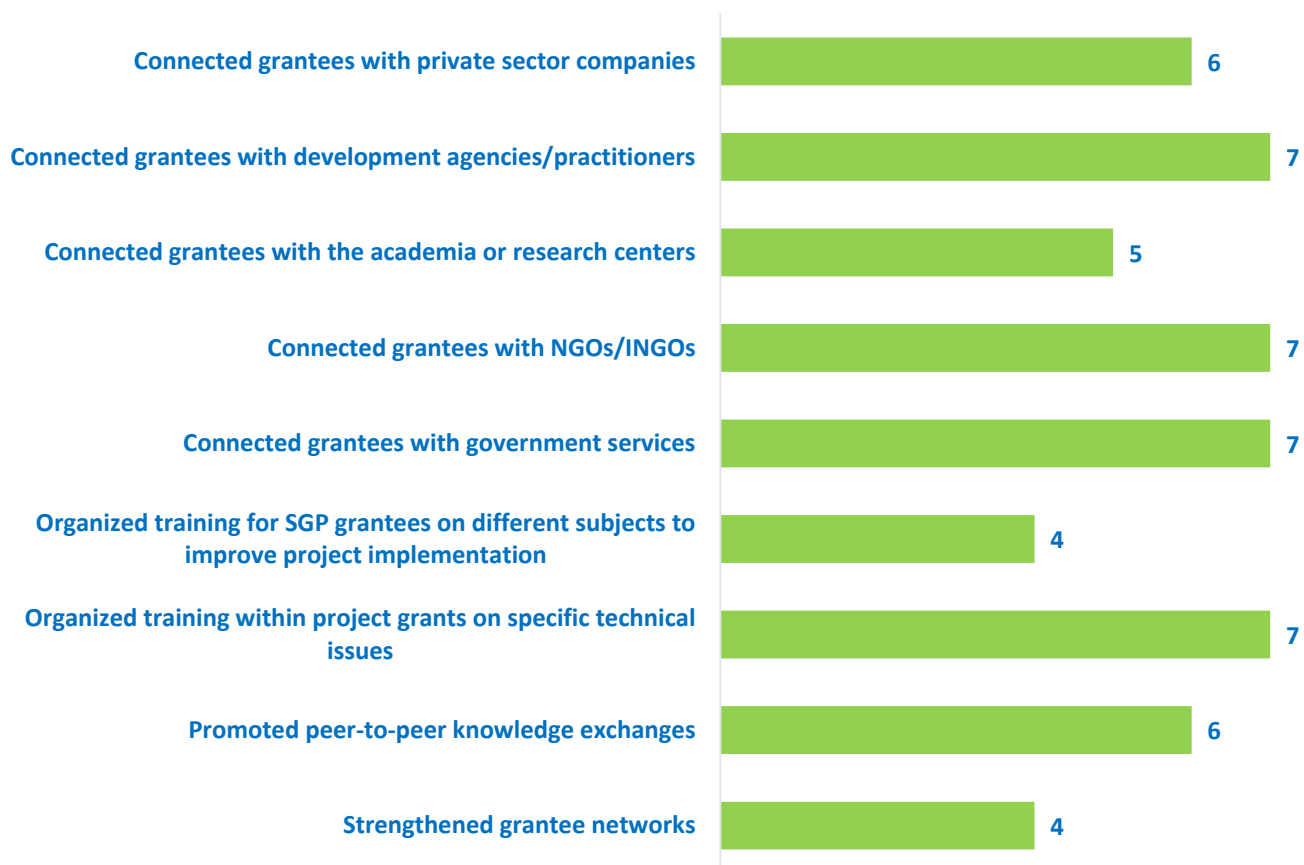 Connected grantees with private sector companies 6
Connected grantees with development agencies/practitioners 7
Connected grantees with the academia or research centers 5
Connected grantees with NGOs/INGOs 7
Connected grantees with government services 7
Organized training for SGP grantees on different subjects to
improve project implementation 4
Organized training within project grants on specific technical
issues 7
Promoted peer-to-peer knowledge exchanges 6
Strengthened grantee networks 4